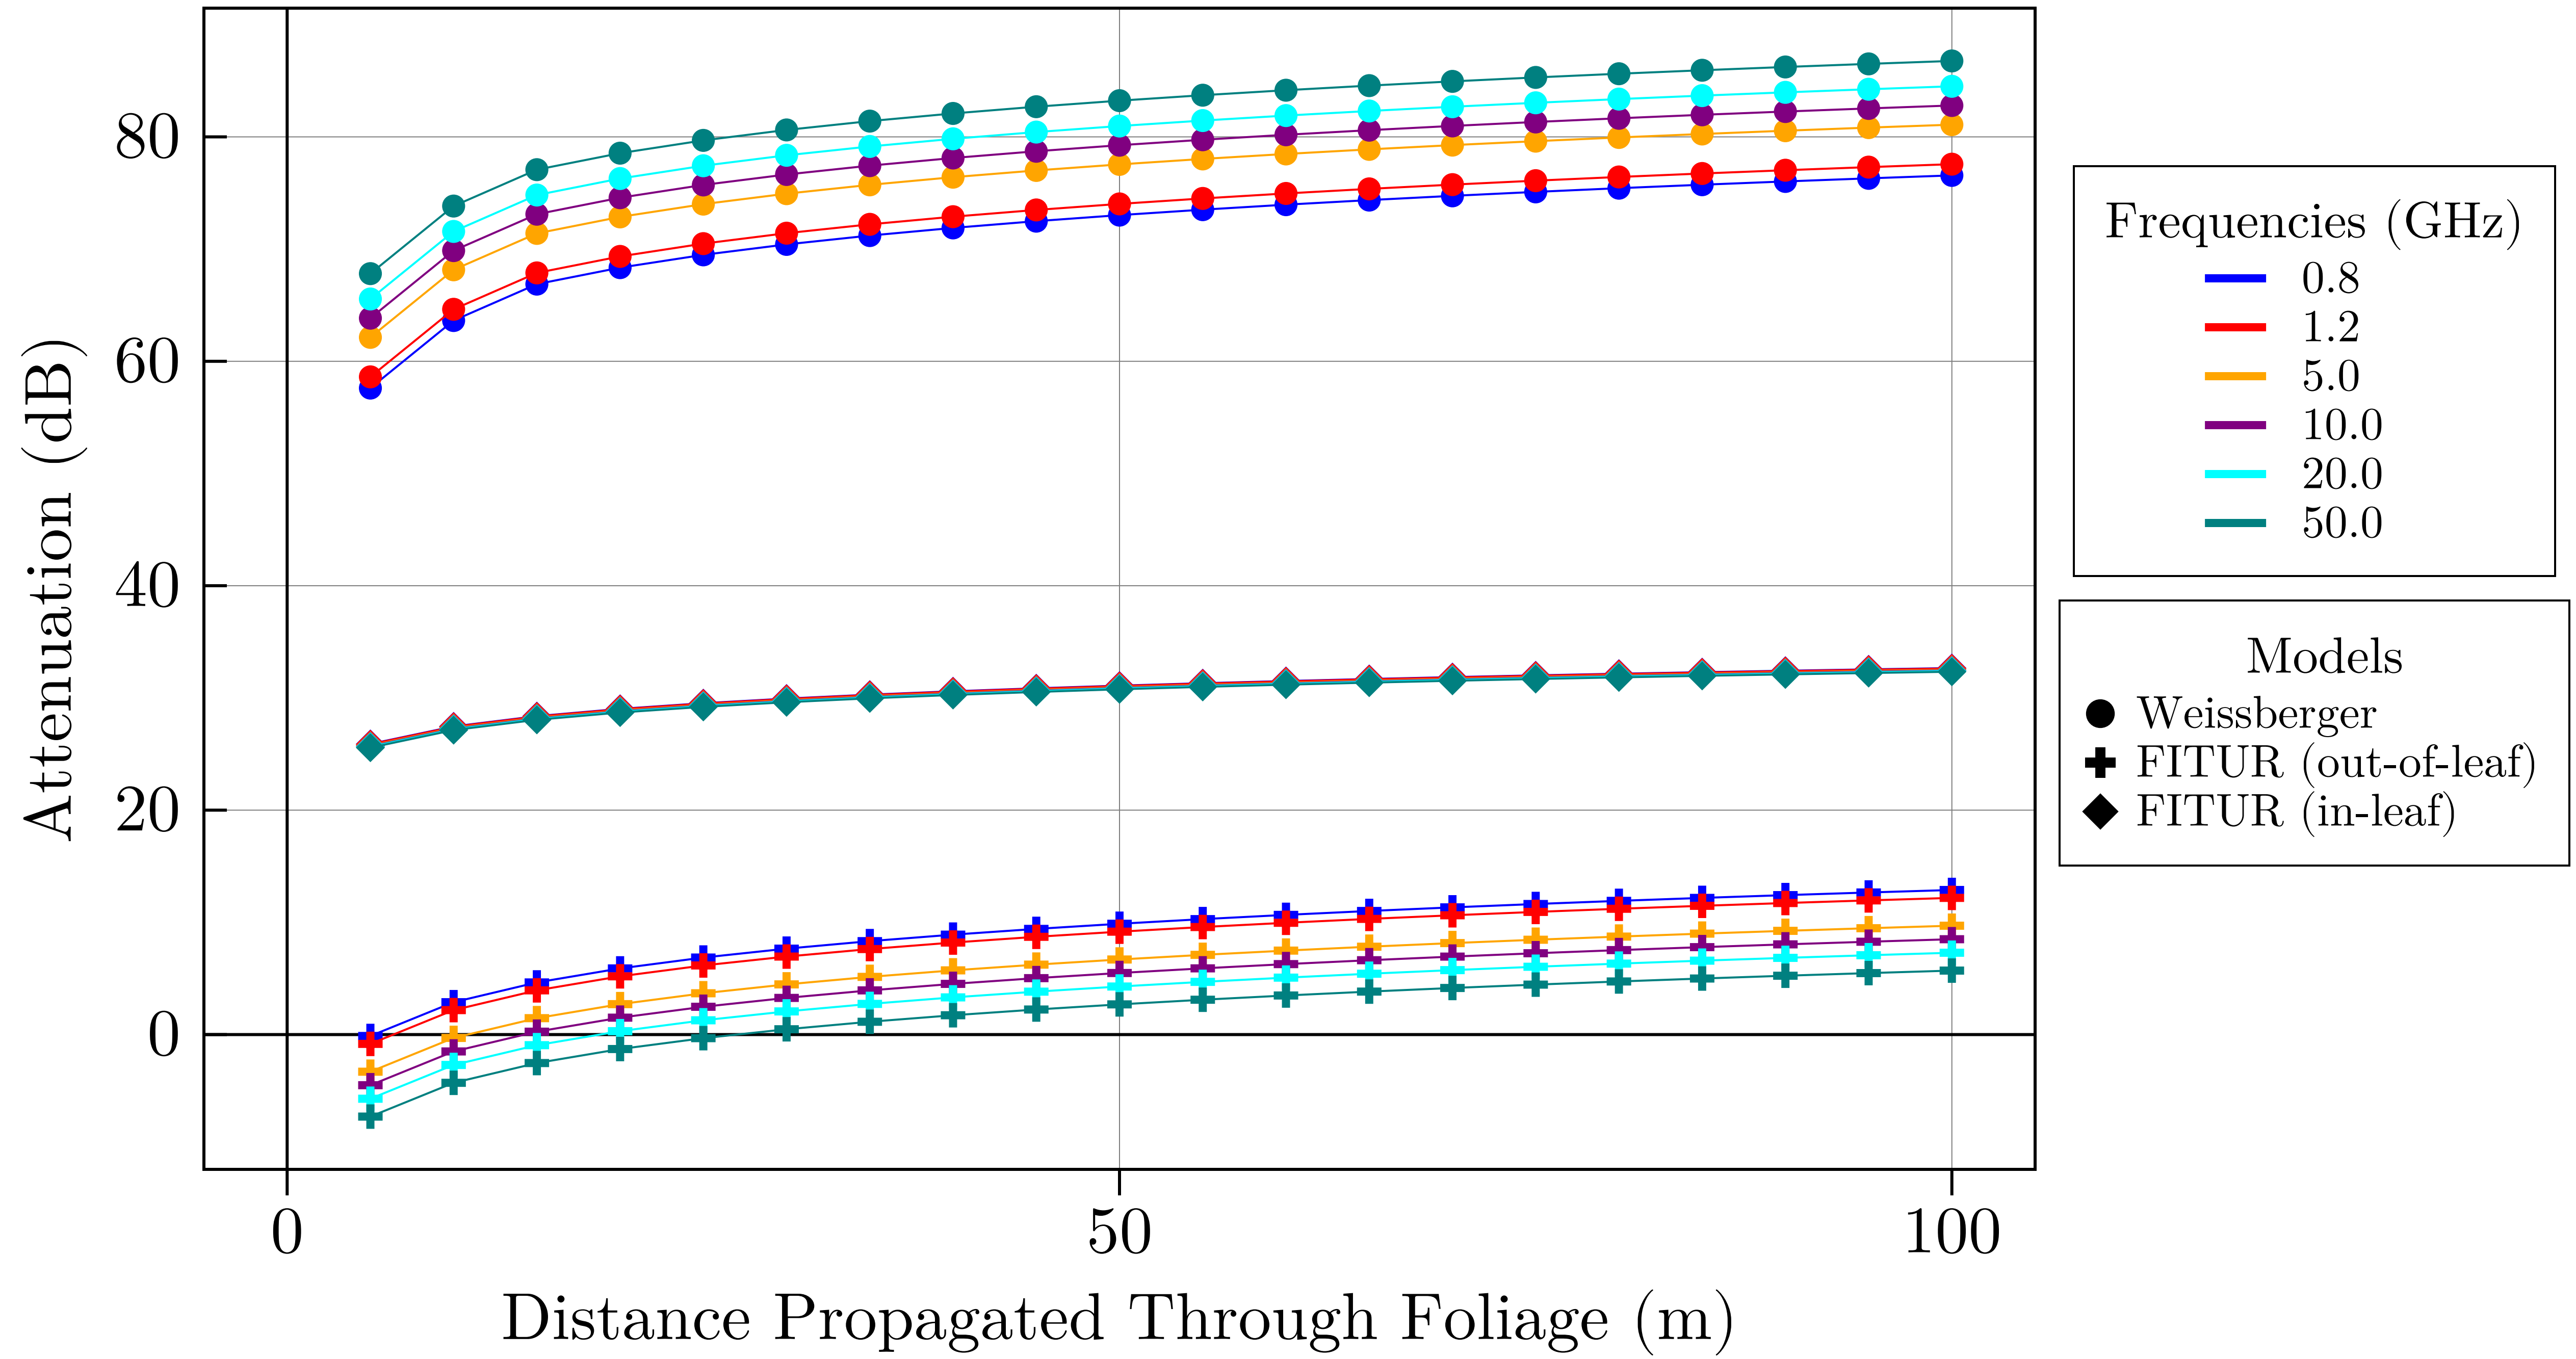 80
60
40
20
0
Attenuation (dB)
0
50
100
Distance Propagated Through Foliage (m)
Frequencies (GHz)
0.8
1.2
5.0
10.0
20.0
50.0
Models
Weissberger
FITUR (out-of-leaf)
FITUR (in-leaf)